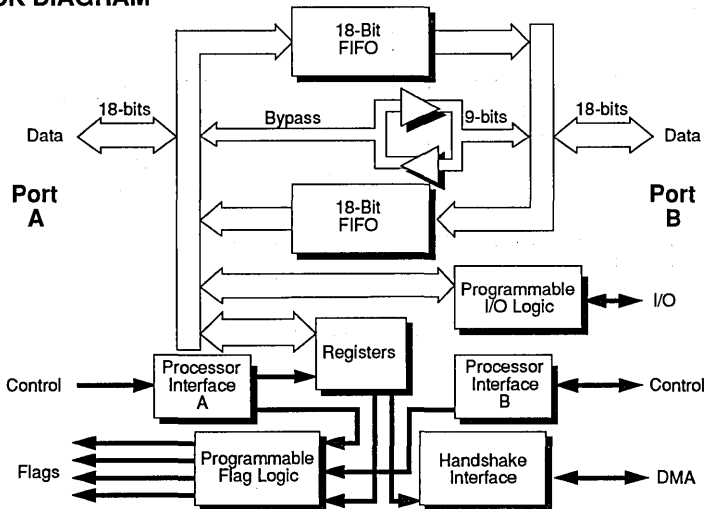 DIAGRAM
18-Bit
FIFO
18-bits
Bypass
9-bits
18-bits
Data
Data
Port
A
Port
B
18-Bit
FIFO
Programmable
I/O Logic
I/O
Registers
Control
Processor
Interface
A
Processor
Interface
B
Control
Flags
Programmable
Flag Logic
Handshake
Interface
DMA